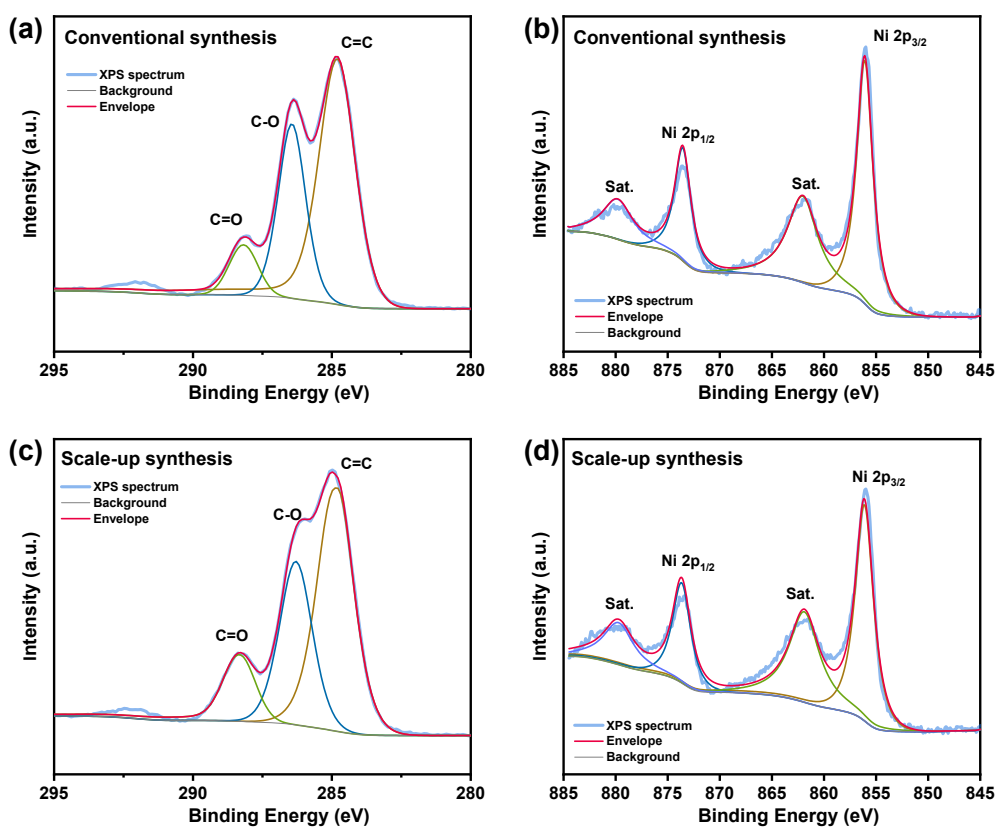 (a)
Conventional synthesis
C=C
XPS spectrum
Background
Envelope
C-O
C=O
Intensity (a.u.)
295 290 285 280
Binding Energy (eV)
(b)
Conventional synthesis
Ni 2p3/2
Ni 2p1/2
Sat.
Sat.
XPS spectrum
Envelope
Background
Intensity (a.u.)
885 880 875 870 865 860 855 850 845
Binding Energy (eV)
(c)
Scale-up synthesis
C=C
XPS spectrum
Background
Envelope
C-O
C=O
Intensity (a.u.)
295 290 285 280
Binding Energy (eV)
(d)
Scale-up synthesis
Ni 2p3/2
Ni 2p1/2
Sat.
Sat.
XPS spectrum
Envelope
Background
Intensity (a.u.)
885 880 875 870 865 860 855 850 845
Binding Energy (eV)